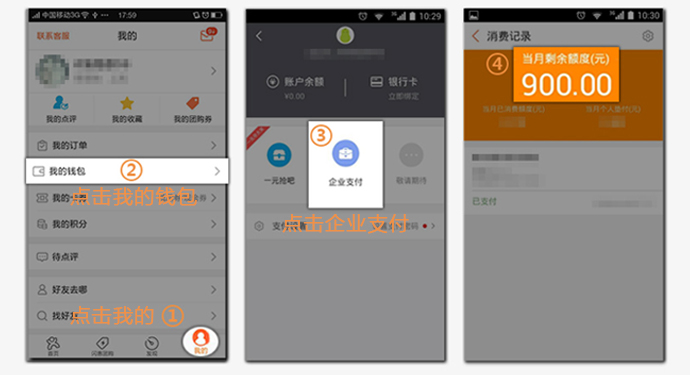 中国移动3G 17:59
联系客服 我的
我的点评 我的收藏 我的团购券
我的订单
我的钱包 ②
点击我的钱包
我的积分
待点评
好友去哪
找好友
点击我的 ①
首页 闪惠团购 发现 我的
10:29
账户余额 银行卡
¥0.00 立即绑定
③
一元抢吧 企业支付 敬请期待
点击企业支付
10:30
消费记录
④ 当月剩余额度(元)
900.00
当月已消费额度(元) 当月个人垫付(元)
已支付